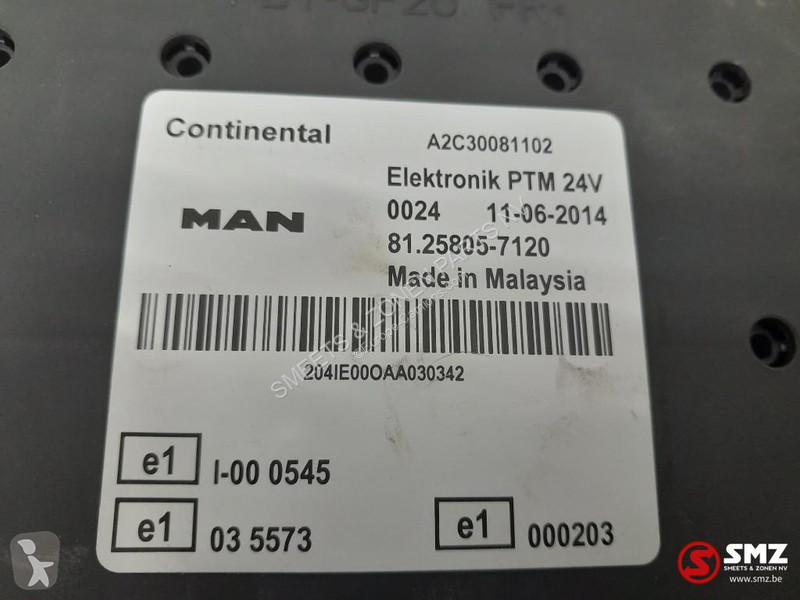 Continental
A2C30081102
Elektronik PTM 24V
MAN
0024 11-06-2014
81.25805-7120
Made in Malaysia
204IE00OAA030342
e1 I-00 0545
e1 03 5573
e1 000203
SMEETS & ZONEN PARTS NV
SMZ
SMEETS & ZONEN NV
www.smz.be